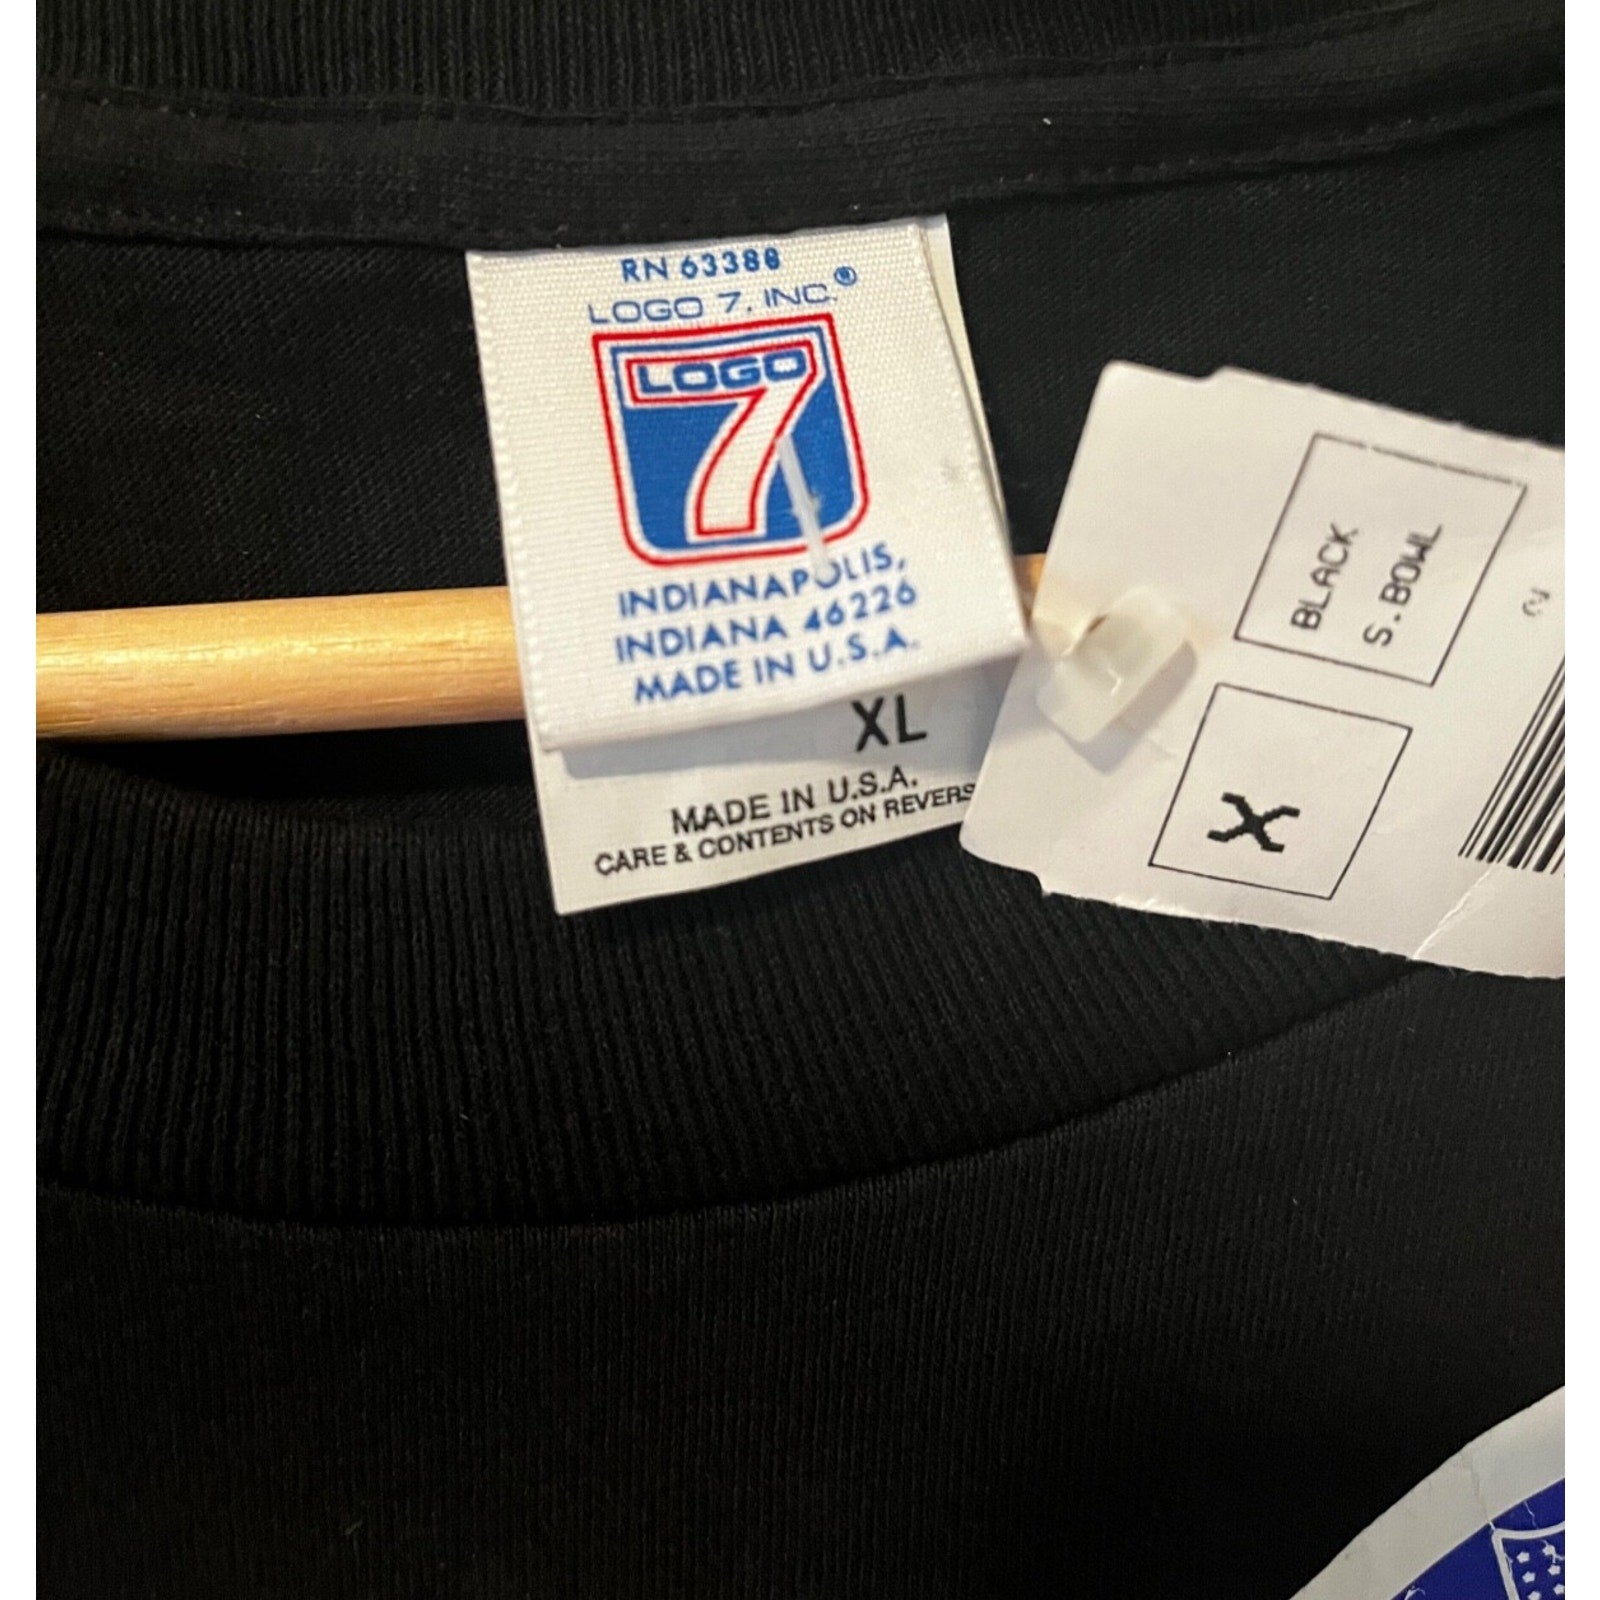 RN 63388
LOGO 7, INC.®
LOGO
7
INDIANAPOLIS,
INDIANA 46226
MADE IN U.S.A.
XL
MADE IN U.S.A.
CARE & CONTENTS ON REVERS
BLACK
S.BOWL
X